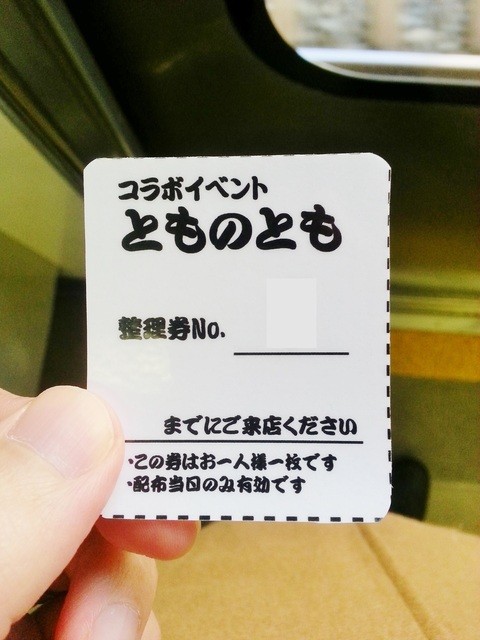 コラボイベント
とものとも
整理券No.
までにご来店ください
・この券はお一人様一枚です
・配布当日のみ有効です